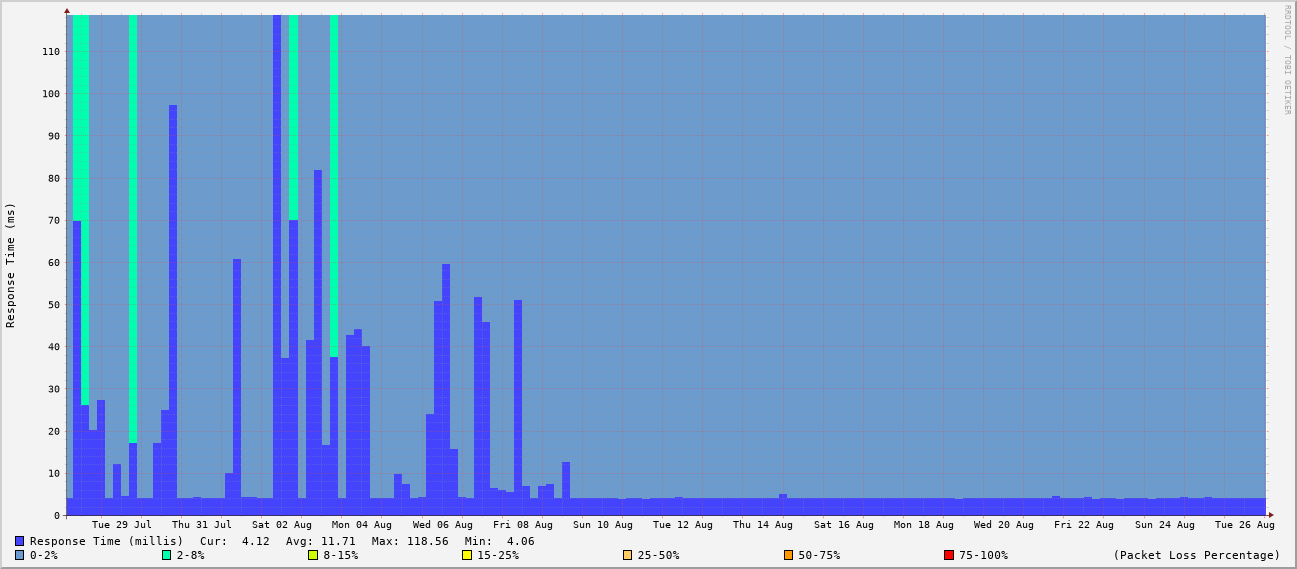 RRDTOOL / TOBI OETIKER
Response Time (ms)
110
100
90
80
70
60
50
40
30
20
10
0
Tue 29 Jul Thu 31 Jul Sat 02 Aug Mon 04 Aug Wed 06 Aug Fri 08 Aug Sun 10 Aug Tue 12 Aug Thu 14 Aug Sat 16 Aug Mon 18 Aug Wed 20 Aug Fri 22 Aug Sun 24 Aug Tue 26 Aug
Response Time (millis) Cur: 4.12 Avg: 11.71 Max: 118.56 Min: 4.06
0-2% 2-8% 8-15% 15-25% 25-50% 50-75% 75-100% (Packet Loss Percentage)